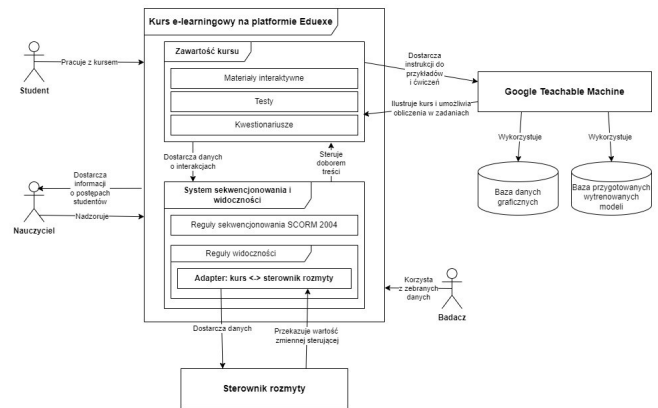 Kurs e-learningowy na platformie Eduexe
Zawartość kursu
Materiały interaktywne
Testy
Kwestionariusze
Pracuje z kursem
Student
Dostarcza
instrukcji do
przykładów
i ćwiczeń
Google Teachable Machine
Ilustruje kurs i umożliwia
obliczenia w zadaniach
Wykorzystuje
Wykorzystuje
Baza danych
graficznych
Baza przygotowanych
wytrenowanych
modeli
Dostarcza danych
o interakcjach
Steruje
doborem
treści
Dostarcza
informacji
o postępach
studentów
Nadzoruje
Nauczyciel
System sekwencjonowania i
widoczności
Reguły sekwencjonowania SCORM 2004
Reguły widoczności
Adapter: kurs <-> sterownik rozmyty
Korzysta
z zebranych
danych
Badacz
Dostarcza danych
Przekazuje wartość
zmiennej sterującej
Sterownik rozmyty